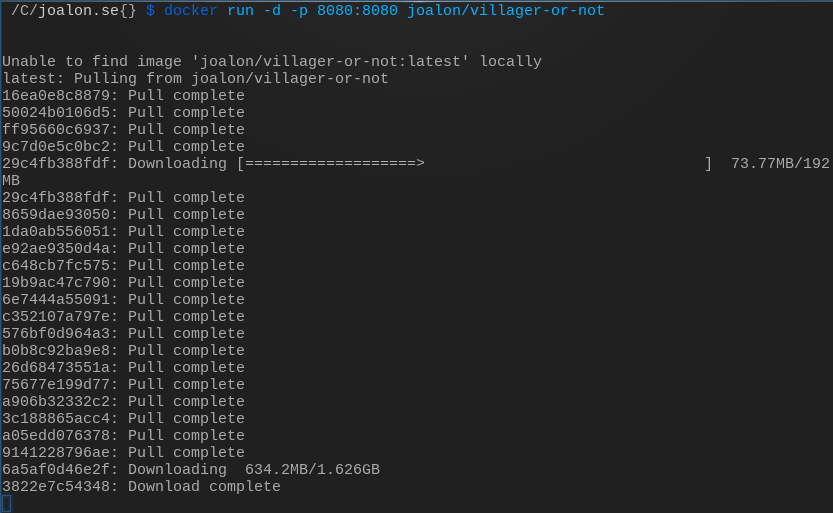 /C/joalon.se{} $ docker run -d -p 8080:8080 joalon/villager-or-not
Unable to find image 'joalon/villager-or-not:latest' locally
latest: Pulling from joalon/villager-or-not
16ea0e8c8879: Pull complete
50024b0106d5: Pull complete
ff95660c6937: Pull complete
9c7d0e5c0bc2: Pull complete
29c4fb388fdf: Downloading [===================>                               ]  73.77MB/192
MB
29c4fb388fdf: Pull complete
8659dae93050: Pull complete
1da0ab556051: Pull complete
e92ae9350d4a: Pull complete
c648cb7fc575: Pull complete
19b9ac47c790: Pull complete
6e7444a55091: Pull complete
c352107a797e: Pull complete
576bf0d964a3: Pull complete
b0b8c92ba9e8: Pull complete
26d68473551a: Pull complete
75677e199d77: Pull complete
a906b32332c2: Pull complete
3c188865acc4: Pull complete
a05edd076378: Pull complete
9141228796ae: Pull complete
6a5af0d46e2f: Downloading  634.2MB/1.626GB
3822e7c54348: Download complete